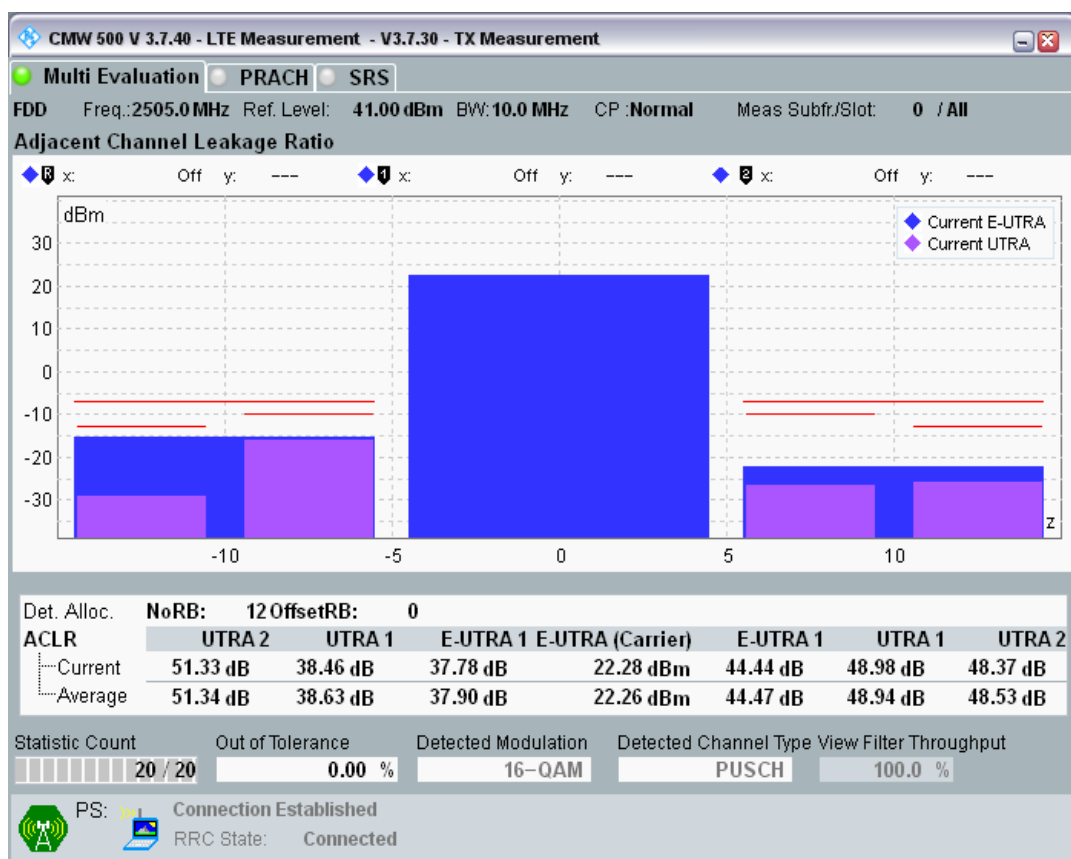 CMW 500 V 3.7.40 - LTE Measurement - V3.7.30 - TX Measurement
Multi Evaluation PRACH SRS
FDD Freq.:2505.0 MHz Ref. Level: 41.00 dBm BW:10.0 MHz CP :Normal Meas Subfr./Slot: 0 / All
Adjacent Channel Leakage Ratio
R x: Off y: --- 1 x: Off y: --- 2 x: Off y: ---
dBm
Current E-UTRA
Current UTRA
30
20
10
0
-10
-20
-30
z
-10 -5 0 5 10
Det. Alloc. NoRB: 12 OffsetRB: 0
ACLR UTRA 2 UTRA 1 E-UTRA 1 E-UTRA (Carrier) E-UTRA 1 UTRA 1 UTRA 2
Current 51.33 dB 38.46 dB 37.78 dB 22.28 dBm 44.44 dB 48.98 dB 48.37 dB
Average 51.34 dB 38.63 dB 37.90 dB 22.26 dBm 44.47 dB 48.94 dB 48.53 dB
Statistic Count Out of Tolerance Detected Modulation Detected Channel Type View Filter Throughput
20 / 20 0.00 % 16-QAM PUSCH 100.0 %
PS: Connection Established
RRC State: Connected